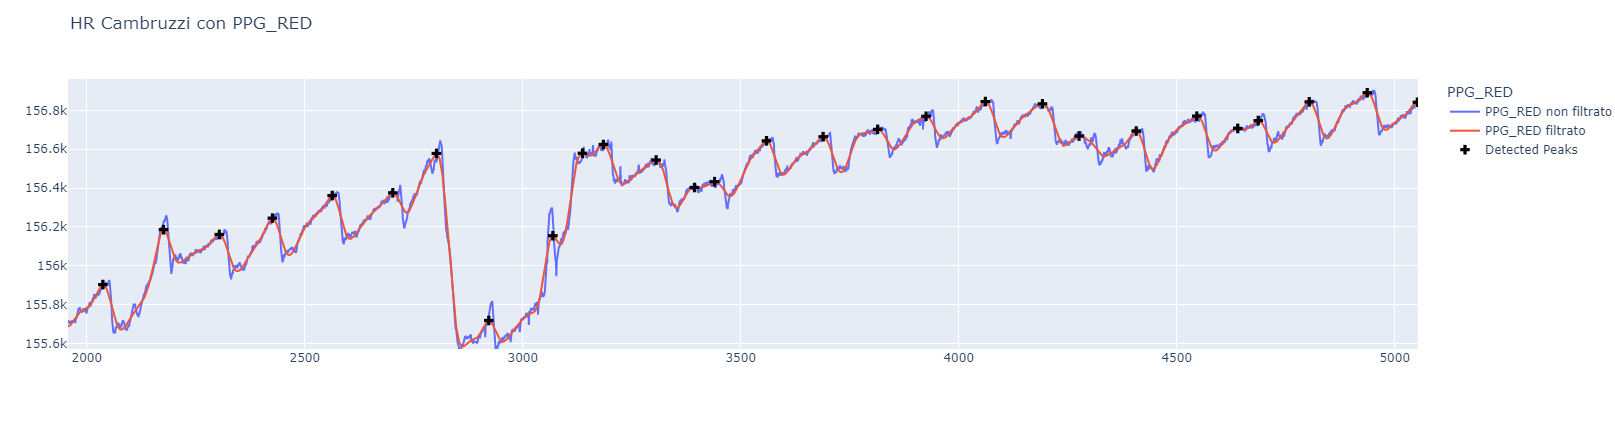 HR Cambruzzi con PPG_RED
PPG_RED
PPG_RED non filtrato
PPG_RED filtrato
Detected Peaks
156.8k
156.6k
156.4k
156.2k
156k
155.8k
155.6k
2000 2500 3000 3500 4000 4500 5000